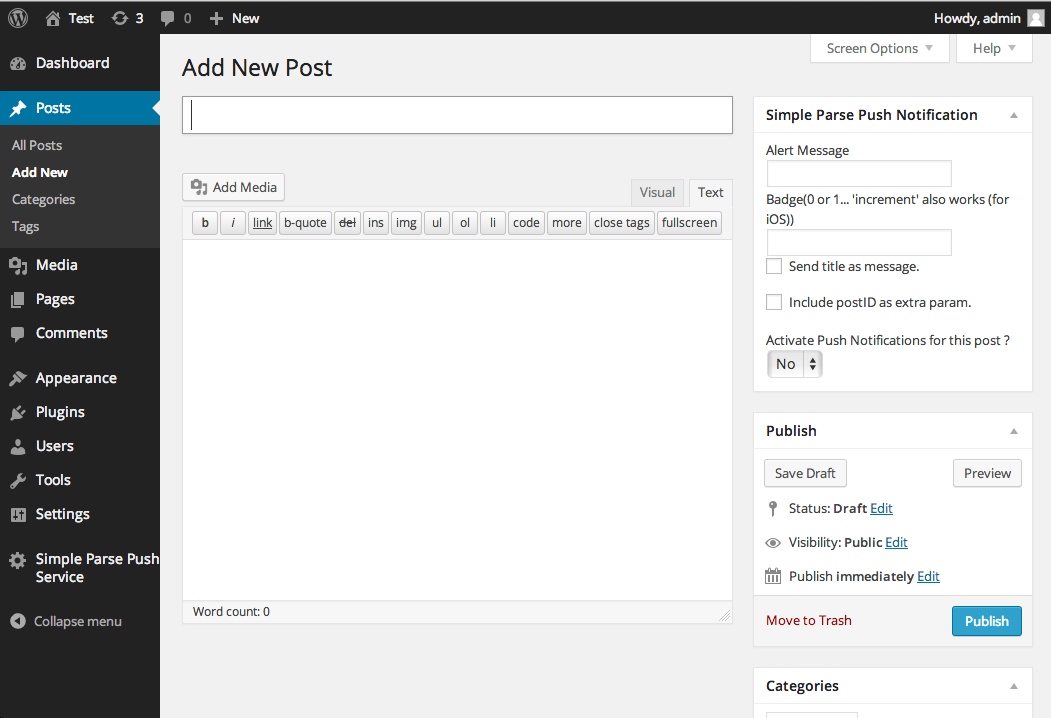 Test 3 0 New Howdy, admin
Dashboard
Posts
All Posts
Add New
Categories
Tags
Media
Pages
Comments
Appearance
Plugins
Users
Tools
Settings
Simple Parse Push
Service
Collapse menu
Screen Options Help
Add New Post
Add Media
Visual Text
b i link b-quote del ins img ul ol li code more close tags fullscreen
Word count: 0
Simple Parse Push Notification
Alert Message
Badge(0 or 1... 'increment' also works (for
iOS))
Send title as message.
Include postID as extra param.
Activate Push Notifications for this post ?
No
Publish
Save Draft Preview
Status: Draft Edit
Visibility: Public Edit
Publish immediately Edit
Move to Trash Publish
Categories